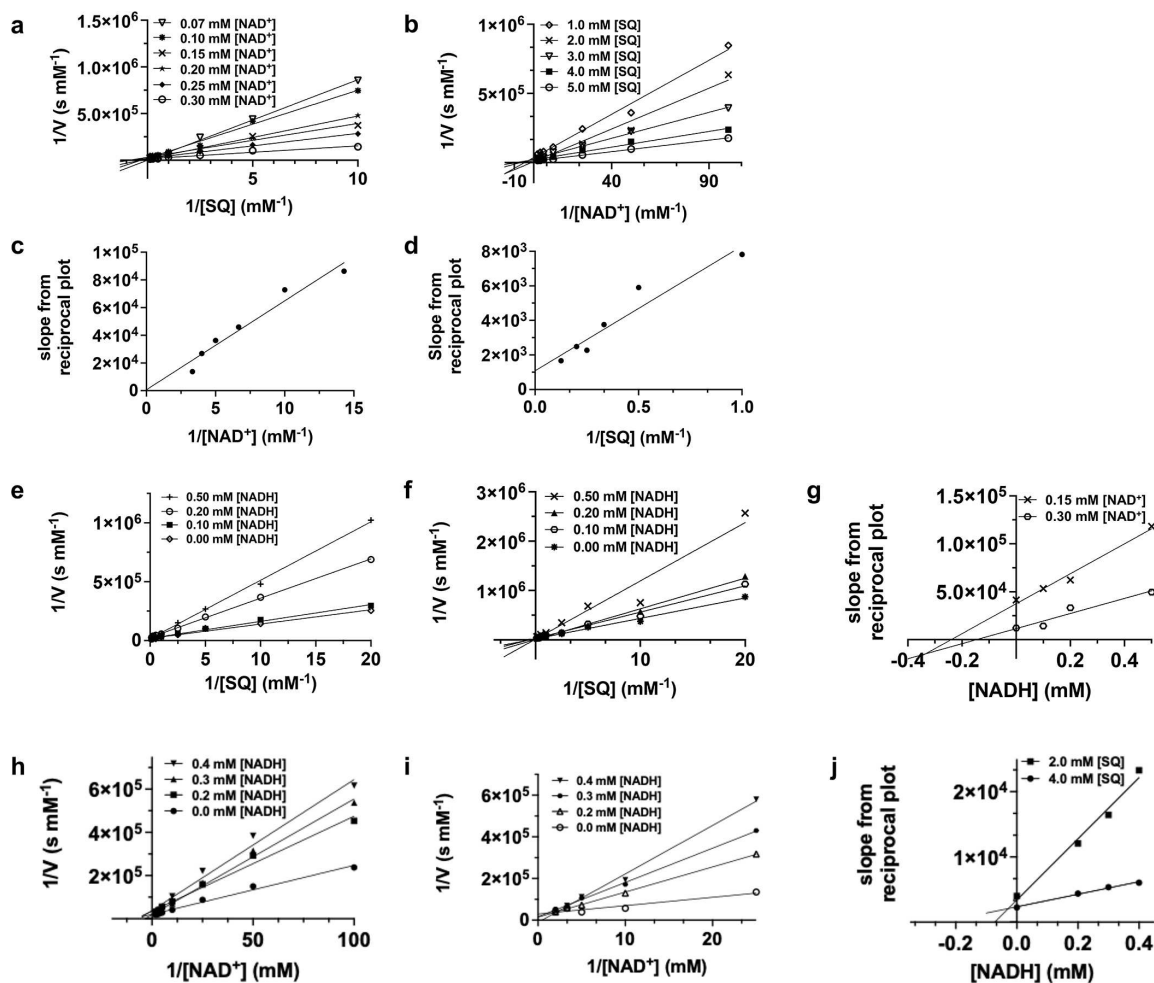 a
1/V (s mM⁻¹)
1.5×10⁶
1.0×10⁶
5.0×10⁵
0.07 mM [NAD⁺]
0.10 mM [NAD⁺]
0.15 mM [NAD⁺]
0.20 mM [NAD⁺]
0.25 mM [NAD⁺]
0.30 mM [NAD⁺]
5 10
1/[SQ] (mM⁻¹)
b
1/V (s mM⁻¹)
1×10⁶
5×10⁵
1.0 mM [SQ]
2.0 mM [SQ]
3.0 mM [SQ]
4.0 mM [SQ]
5.0 mM [SQ]
-10 40 90
1/[NAD⁺] (mM⁻¹)
c
slope from
reciprocal plot
1×10⁵
8×10⁴
6×10⁴
4×10⁴
2×10⁴
0
0 5 10 15
1/[NAD⁺] (mM⁻¹)
d
Slope from
reciprocal plot
8×10³
6×10³
4×10³
2×10³
0
0.0 0.5 1.0
1/[SQ] (mM⁻¹)
e
1/V (s mM⁻¹)
1×10⁶
5×10⁵
0
0.50 mM [NADH]
0.20 mM [NADH]
0.10 mM [NADH]
0.00 mM [NADH]
0 5 10 15 20
1/[SQ] (mM⁻¹)
f
1/V (s mM⁻¹)
3×10⁶
2×10⁶
1×10⁶
0
0.50 mM [NADH]
0.20 mM [NADH]
0.10 mM [NADH]
0.00 mM [NADH]
0 5 10 15 20
1/[SQ] (mM⁻¹)
g
slope from
reciprocal plot
1.5×10⁵
1.0×10⁵
5.0×10⁴
0.15 mM [NAD⁺]
0.30 mM [NAD⁺]
-0.4 -0.2 0.0 0.2 0.4
[NADH] (mM)
h
1/V (s mM⁻¹)
6×10⁵
4×10⁵
2×10⁵
0.4 mM [NADH]
0.3 mM [NADH]
0.2 mM [NADH]
0.0 mM [NADH]
0 50 100
1/[NAD⁺] (mM)
i
1/V (s mM⁻¹)
6×10⁵
4×10⁵
2×10⁵
0
0.4 mM [NADH]
0.3 mM [NADH]
0.2 mM [NADH]
0.0 mM [NADH]
0 10 20
1/[NAD⁺] (mM)
j
slope from
reciprocal plot
2×10⁴
1×10⁴
2.0 mM [SQ]
4.0 mM [SQ]
-0.2 0.0 0.2 0.4
[NADH] (mM)